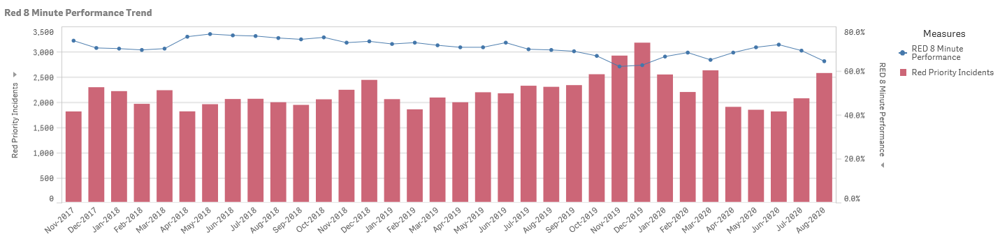 Red 8 Minute Performance Trend
3,500
3,000
2,500
2,000
1,500
1,000
500
0
Red Priority Incidents
80.0%
60.0%
40.0%
20.0%
0.0%
RED 8 Minute Performance
Nov-2017
Dec-2017
Jan-2018
Feb-2018
Mar-2018
Apr-2018
May-2018
Jun-2018
Jul-2018
Aug-2018
Sep-2018
Oct-2018
Nov-2018
Dec-2018
Jan-2019
Feb-2019
Mar-2019
Apr-2019
May-2019
Jun-2019
Jul-2019
Aug-2019
Sep-2019
Oct-2019
Nov-2019
Dec-2019
Jan-2020
Feb-2020
Mar-2020
Apr-2020
May-2020
Jun-2020
Jul-2020
Aug-2020
Measures
RED 8 Minute
Performance
Red Priority Incidents